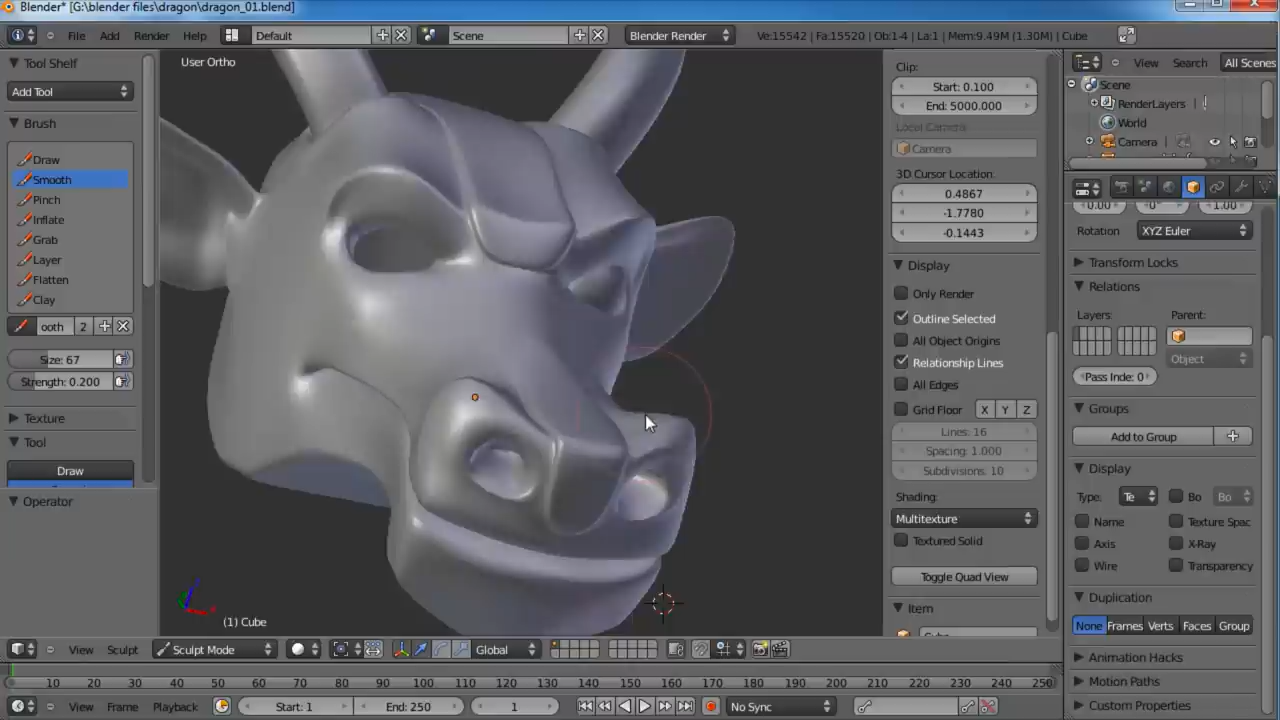 Blender* [G:\blender files\dragon\dragon_01.blend]
File Add Render Help Default Scene Blender Render Ve:15542 | Fa:15520 | Ob:1-4 | La:1 | Mem:9.49M (1.30M) | Cube
Tool Shelf
Add Tool
Brush
Draw
Smooth
Pinch
Inflate
Grab
Layer
Flatten
Clay
ooth 2
Size: 67
Strength: 0.200
Texture
Tool
Draw
Operator
User Ortho
(1) Cube
Clip:
Start: 0.100
End: 5000.000
Local Camera
Camera
3D Cursor Location:
0.4867
-1.7780
-0.1443
Display
Only Render
Outline Selected
All Object Origins
Relationship Lines
All Edges
Grid Floor X Y Z
Lines: 16
Spacing: 1.000
Subdivisions: 10
Shading:
Multitexture
Textured Solid
Toggle Quad View
Item
View Search All Scenes
Scene
RenderLayers
World
Camera
0.00 0° 1.00
Rotation XYZ Euler
Transform Locks
Relations
Layers: Parent:
Object
Pass Inde: 0
Groups
Add to Group
Display
Type: Te Bo Bo
Name Texture Spac
Axis X-Ray
Wire Transparency
Duplication
None Frames Verts Faces Group
Animation Hacks
Motion Paths
Custom Properties
View Sculpt Sculpt Mode Global
10 20 30 40 50 60 70 80 90 100 110 120 130 140 150 160 170 180 190 200 210 220 230 240 250
View Frame Playback Start: 1 End: 250 1 No Sync